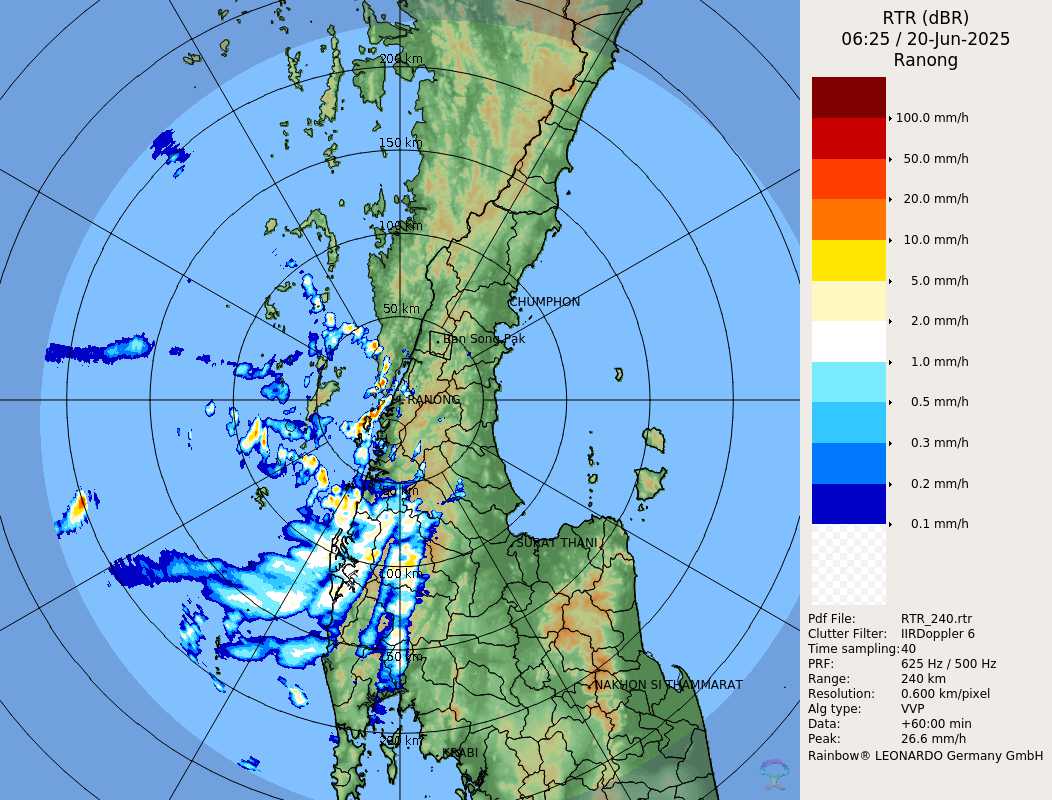 RTR (dBR)
06:25 / 20-Jun-2025
Ranong
100.0 mm/h
50.0 mm/h
20.0 mm/h
10.0 mm/h
5.0 mm/h
2.0 mm/h
1.0 mm/h
0.5 mm/h
0.3 mm/h
0.2 mm/h
0.1 mm/h
Pdf File: RTR_240.rtr
Clutter Filter: IIRDoppler 6
Time sampling:40
PRF: 625 Hz / 500 Hz
Range: 240 km
Resolution: 0.600 km/pixel
Alg type: VVP
Data: +60:00 min
Peak: 26.6 mm/h
Rainbow® LEONARDO Germany GmbH
200 km
150 km
100 km
50 km
CHUMPHON
Ban Song Pak
RANONG
50 km
SURAT THANI
100 km
150 km
NAKHON SI THAMMARAT
200 km
KRABI